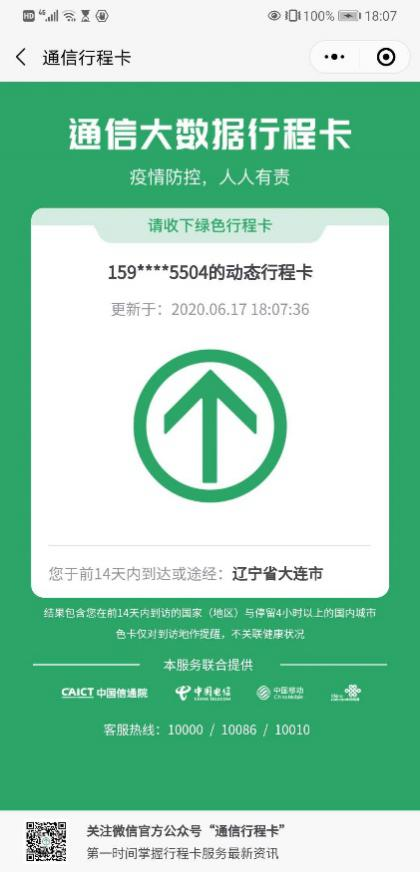 HD 4G 100% 18:07
通信行程卡
通信大数据行程卡
疫情防控，人人有责
请收下绿色行程卡
159****5504的动态行程卡
更新于：2020.06.17 18:07:36
您于前14天内到达或途经：辽宁省大连市
结果包含您在前14天内到访的国家（地区）与停留4小时以上的国内城市
色卡仅对到访地作提醒，不关联健康状况
本服务联合提供
CAICT 中国信通院 中国电信 CHINA TELECOM 中国移动 China Mobile
客服热线：10000 / 10086 / 10010
关注微信官方公众号“通信行程卡”
第一时间掌握行程卡服务最新资讯